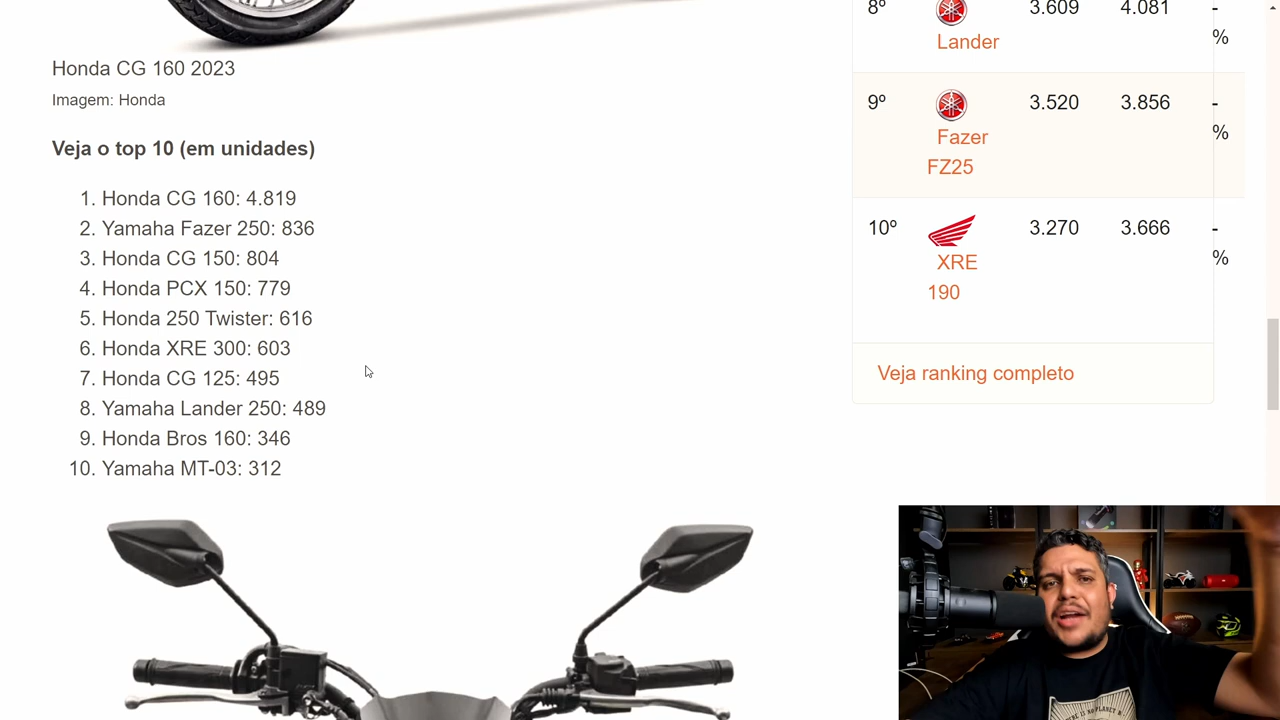 Honda CG 160 2023
Imagem: Honda
Veja o top 10 (em unidades)
1. Honda CG 160: 4.819
2. Yamaha Fazer 250: 836
3. Honda CG 150: 804
4. Honda PCX 150: 779
5. Honda 250 Twister: 616
6. Honda XRE 300: 603
7. Honda CG 125: 495
8. Yamaha Lander 250: 489
9. Honda Bros 160: 346
10. Yamaha MT-03: 312
8º 3.609 4.081 -
%
Lander
9º 3.520 3.856 -
%
Fazer
FZ25
10º 3.270 3.666 -
%
XRE
190
Veja ranking completo